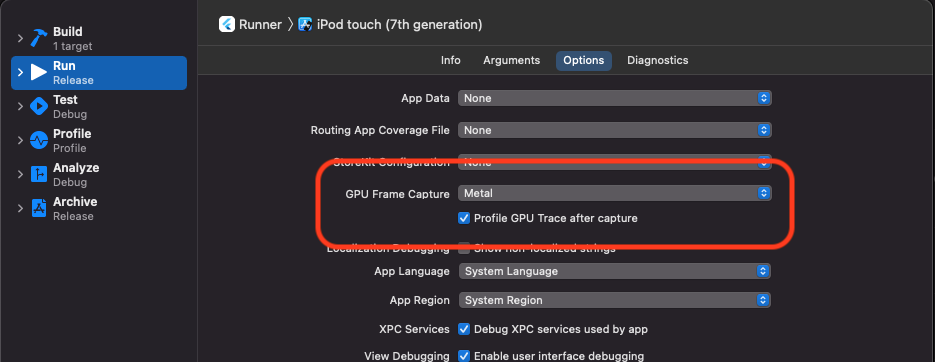 Build
1 target
Run
Release
Test
Debug
Profile
Profile
Analyze
Debug
Archive
Release
Runner 〉 iPod touch (7th generation)
Info Arguments Options Diagnostics
App Data None
Routing App Coverage File None
StoreKit Configuration None
GPU Frame Capture Metal
Profile GPU Trace after capture
Localization Debugging Show non-localized strings
App Language System Language
App Region System Region
XPC Services Debug XPC services used by app
View Debugging Enable user interface debugging